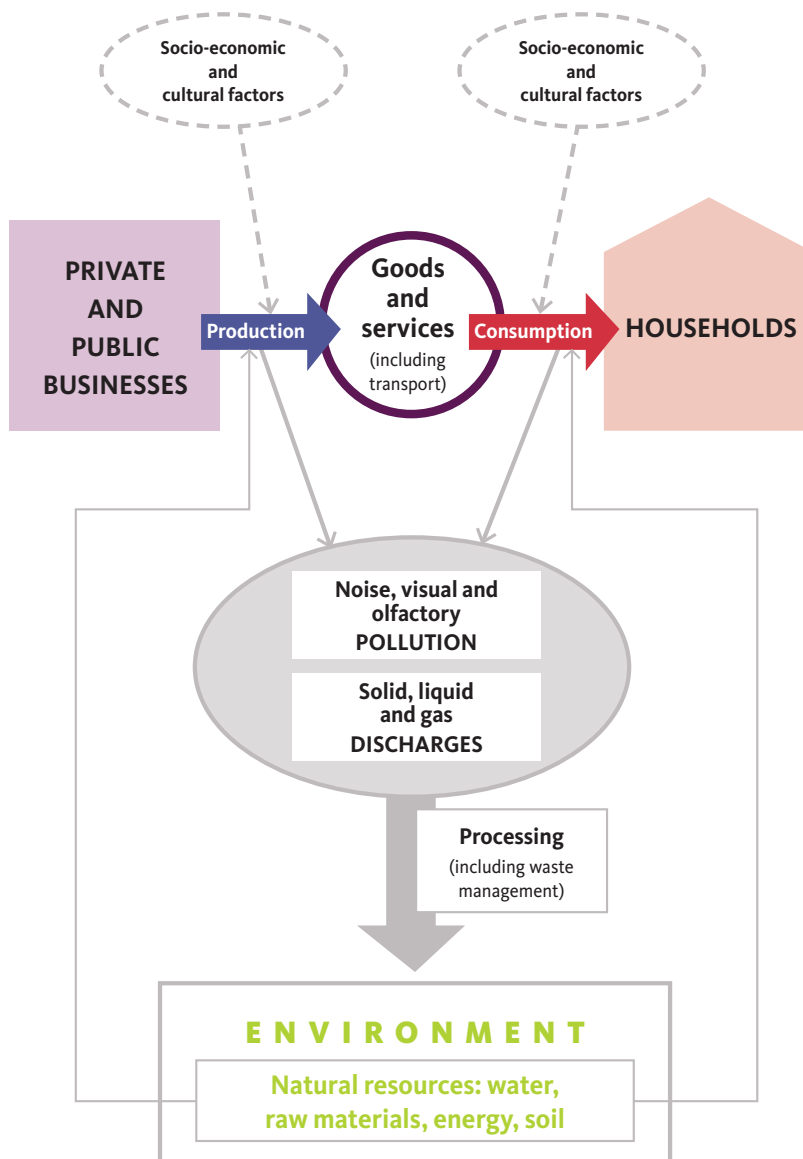 Socio-economic
and
cultural factors
Socio-economic
and
cultural factors
PRIVATE
AND
PUBLIC
BUSINESSES
Production
Goods
and
services
(including
transport)
Consumption
HOUSEHOLDS
Noise, visual and
olfactory
POLLUTION
Solid, liquid
and gas
DISCHARGES
Processing
(including waste
management)
ENVIRONMENT
Natural resources: water,
raw materials, energy, soil